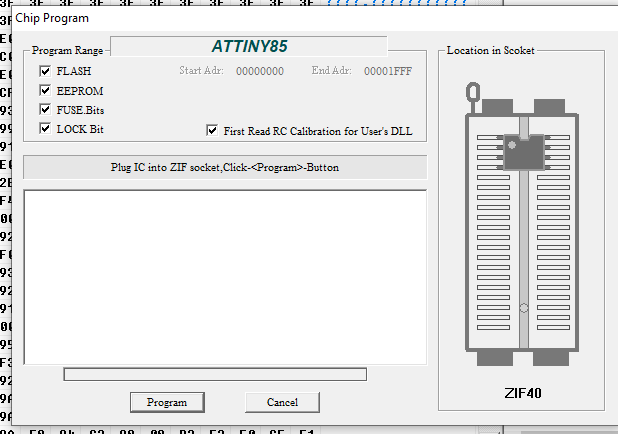 Chip Program
Program Range
ATTINY85
FLASH
Start Adr: 00000000 End Adr: 00001FFF
EEPROM
FUSE.Bits
LOCK Bit
First Read RC Calibration for User's DLL
Plug IC into ZIF socket,Click-<Program>-Button
Program
Cancel
Location in Scoket
ZIF40